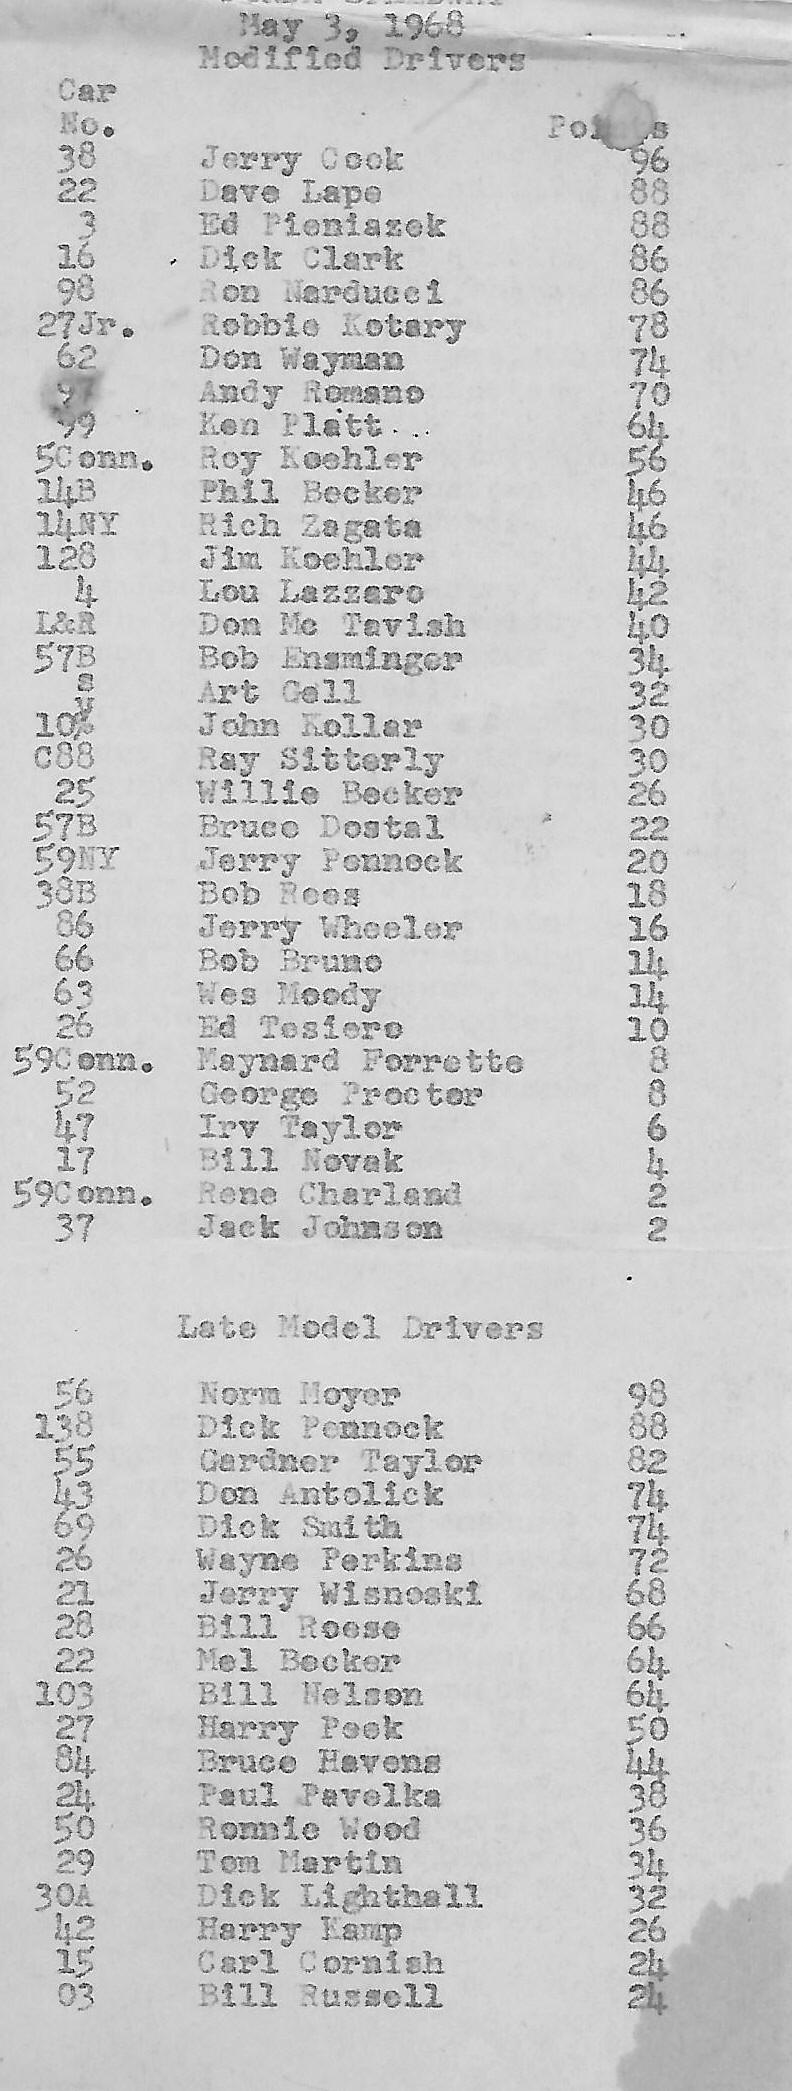 May 3, 1968
Modified Drivers
Car
No. Points
38 Jerry Cook 96
22 Dave Lape 88
3 Ed Pieniazek 88
16 Dick Clark 86
98 Ron Narducci 86
27Jr. Robbie Kotary 78
62 Don Wayman 74
97 Andy Romano 70
99 Ken Platt 64
5Conn. Roy Koehler 56
14B Phil Becker 46
14NY Rich Zagata 46
128 Jim Koehler 44
4 Lou Lazzaro 42
L&R Don Mc Tavish 40
57B Bob Ensminger 34
s Art Gell 32
10 John Kollar 30
C88 Ray Sitterly 30
25 Willie Becker 26
57B Bruce Dostal 22
59NY Jerry Pennock 20
38B Bob Rees 18
86 Jerry Wheeler 16
66 Bob Bruno 14
63 Wes Moody 14
26 Ed Tesiero 10
59Conn. Maynard Forrette 8
52 George Proctor 8
47 Irv Taylor 6
17 Bill Novak 4
59Conn. Rene Charland 2
37 Jack Johnson 2
Late Model Drivers
56 Norm Moyer 98
138 Dick Pennock 88
55 Gardner Taylor 82
43 Don Antolick 74
69 Dick Smith 74
26 Wayne Perkins 72
21 Jerry Wisnoski 68
28 Bill Reese 66
22 Mel Becker 64
103 Bill Nelson 64
27 Harry Peek 50
84 Bruce Havens 44
24 Paul Pavelka 38
50 Ronnie Wood 36
29 Tom Martin 34
30A Dick Lighthall 32
42 Harry Kamp 26
15 Carl Cornish 24
03 Bill Russell 24